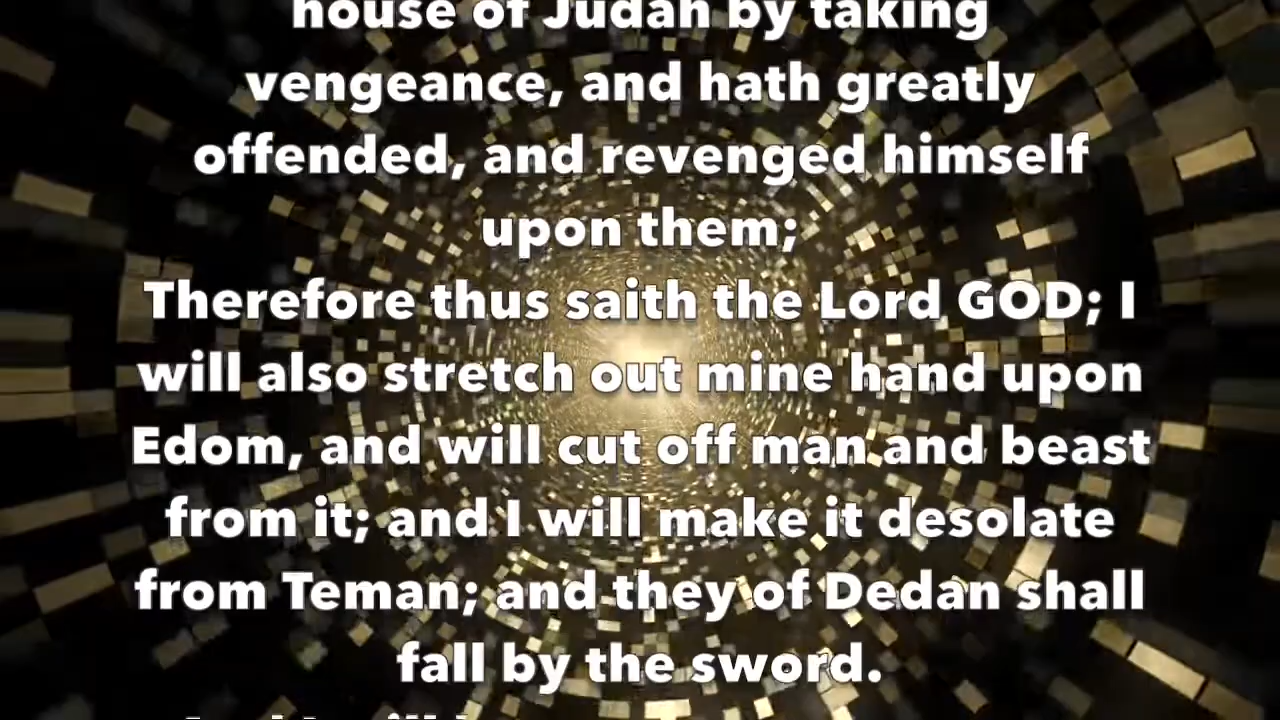 house of Judah by taking
vengeance, and hath greatly
offended, and revenged himself
upon them;
Therefore thus saith the Lord GOD; I
will also stretch out mine hand upon
Edom, and will cut off man and beast
from it; and I will make it desolate
from Teman; and they of Dedan shall
fall by the sword.